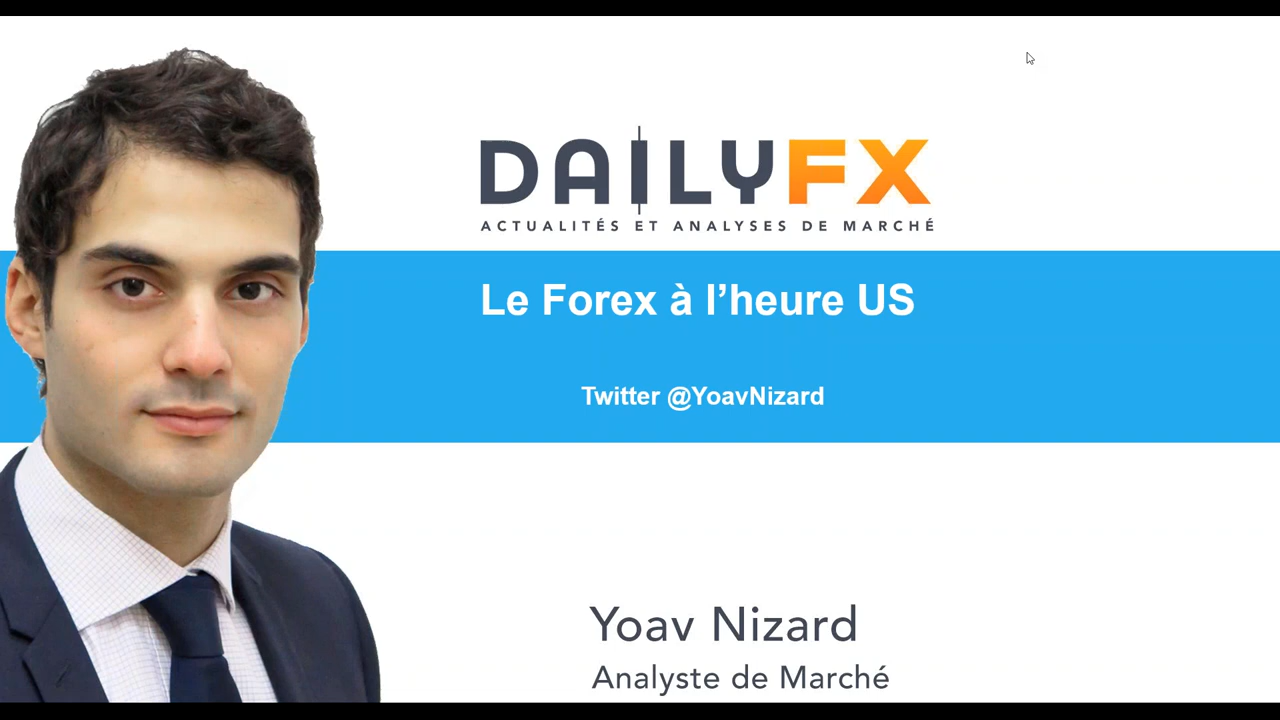 DAILYFX
ACTUALITÉS ET ANALYSES DE MARCHÉ
Le Forex à l’heure US
Twitter @YoavNizard
Yoav Nizard
Analyste de Marché